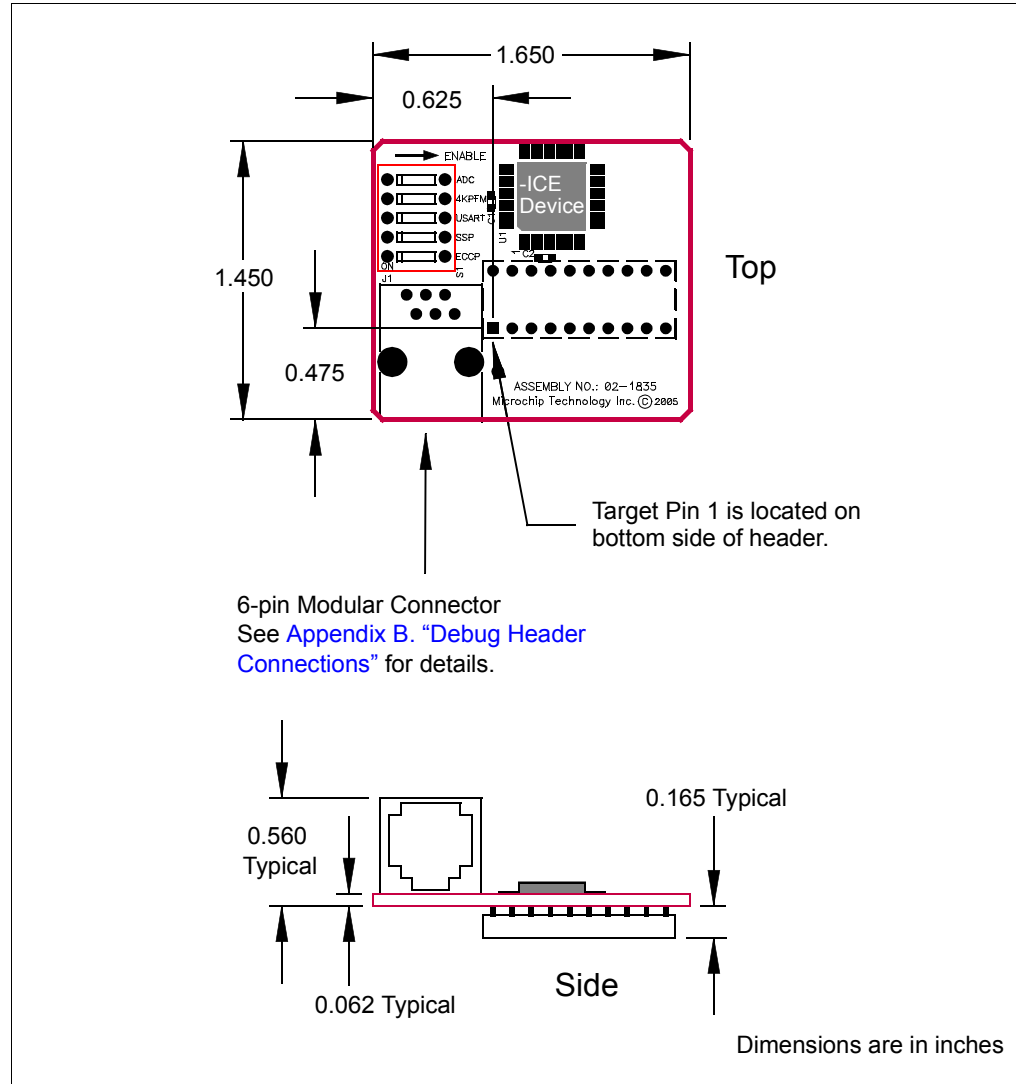 1.650
0.625
ENABLE
ADC
4KPFM
USART
SSP
ECCP
ON
J1
S1
C1
U1
1
C2
-ICE
Device
Top
1.450
0.475
ASSEMBLY NO.: 02-1835
Microchip Technology Inc. © 2005
Target Pin 1 is located on
bottom side of header.
6-pin Modular Connector
See Appendix B. “Debug Header
Connections” for details.
0.165 Typical
0.560
Typical
Side
0.062 Typical
Dimensions are in inches